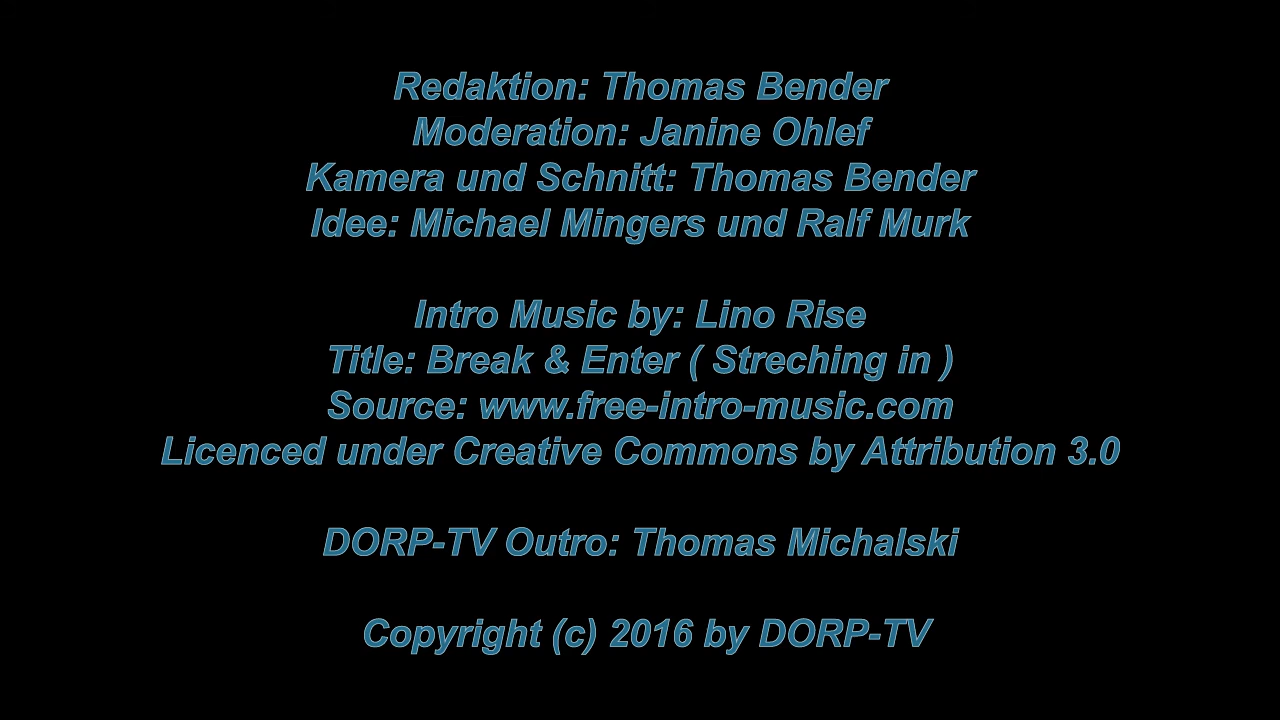 Redaktion: Thomas Bender
Moderation: Janine Ohlef
Kamera und Schnitt: Thomas Bender
Idee: Michael Mingers und Ralf Murk
Intro Music by: Lino Rise
Title: Break & Enter ( Streching in )
Source: www.free-intro-music.com
Licenced under Creative Commons by Attribution 3.0
DORP-TV Outro: Thomas Michalski
Copyright (c) 2016 by DORP-TV